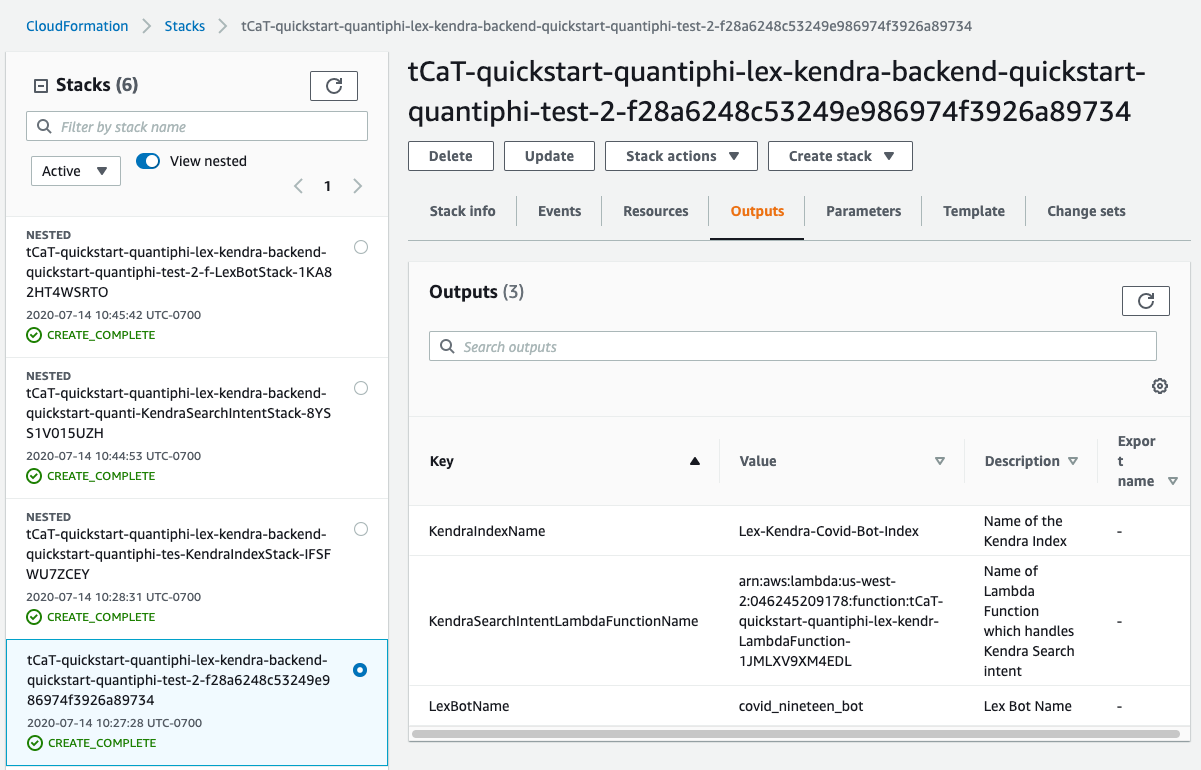 CloudFormation > Stacks > tCaT-quickstart-quantiphi-lex-kendra-backend-quickstart-quantiphi-test-2-f28a6248c53249e986974f3926a89734
Stacks (6)
Filter by stack name
Active
View nested
1
NESTED
tCaT-quickstart-quantiphi-lex-kendra-backend-
quickstart-quantiphi-test-2-f-LexBotStack-1KA8
2HT4WSRTO
2020-07-14 10:45:42 UTC-0700
CREATE_COMPLETE
NESTED
tCaT-quickstart-quantiphi-lex-kendra-backend-
quickstart-quanti-KendraSearchIntentStack-8YS
S1V015UZH
2020-07-14 10:44:53 UTC-0700
CREATE_COMPLETE
NESTED
tCaT-quickstart-quantiphi-lex-kendra-backend-
quickstart-quantiphi-tes-KendraIndexStack-IFSF
WU7ZCEY
2020-07-14 10:28:31 UTC-0700
CREATE_COMPLETE
tCaT-quickstart-quantiphi-lex-kendra-backend-
quickstart-quantiphi-test-2-f28a6248c53249e9
86974f3926a89734
2020-07-14 10:27:28 UTC-0700
CREATE_COMPLETE
tCaT-quickstart-quantiphi-lex-kendra-backend-quickstart-
quantiphi-test-2-f28a6248c53249e986974f3926a89734
Delete
Update
Stack actions
Create stack
Stack info
Events
Resources
Outputs
Parameters
Template
Change sets
Outputs (3)
Search outputs
Key
Value
Description
Expor
t
name
KendraIndexName
Lex-Kendra-Covid-Bot-Index
Name of the
Kendra Index
-
KendraSearchIntentLambdaFunctionName
arn:aws:lambda:us-west-
2:046245209178:function:tCaT-
quickstart-quantiphi-lex-kendr-
LambdaFunction-
1JMLXV9XM4EDL
Name of
Lambda
Function
which handles
Kendra Search
intent
-
LexBotName
covid_nineteen_bot
Lex Bot Name
-